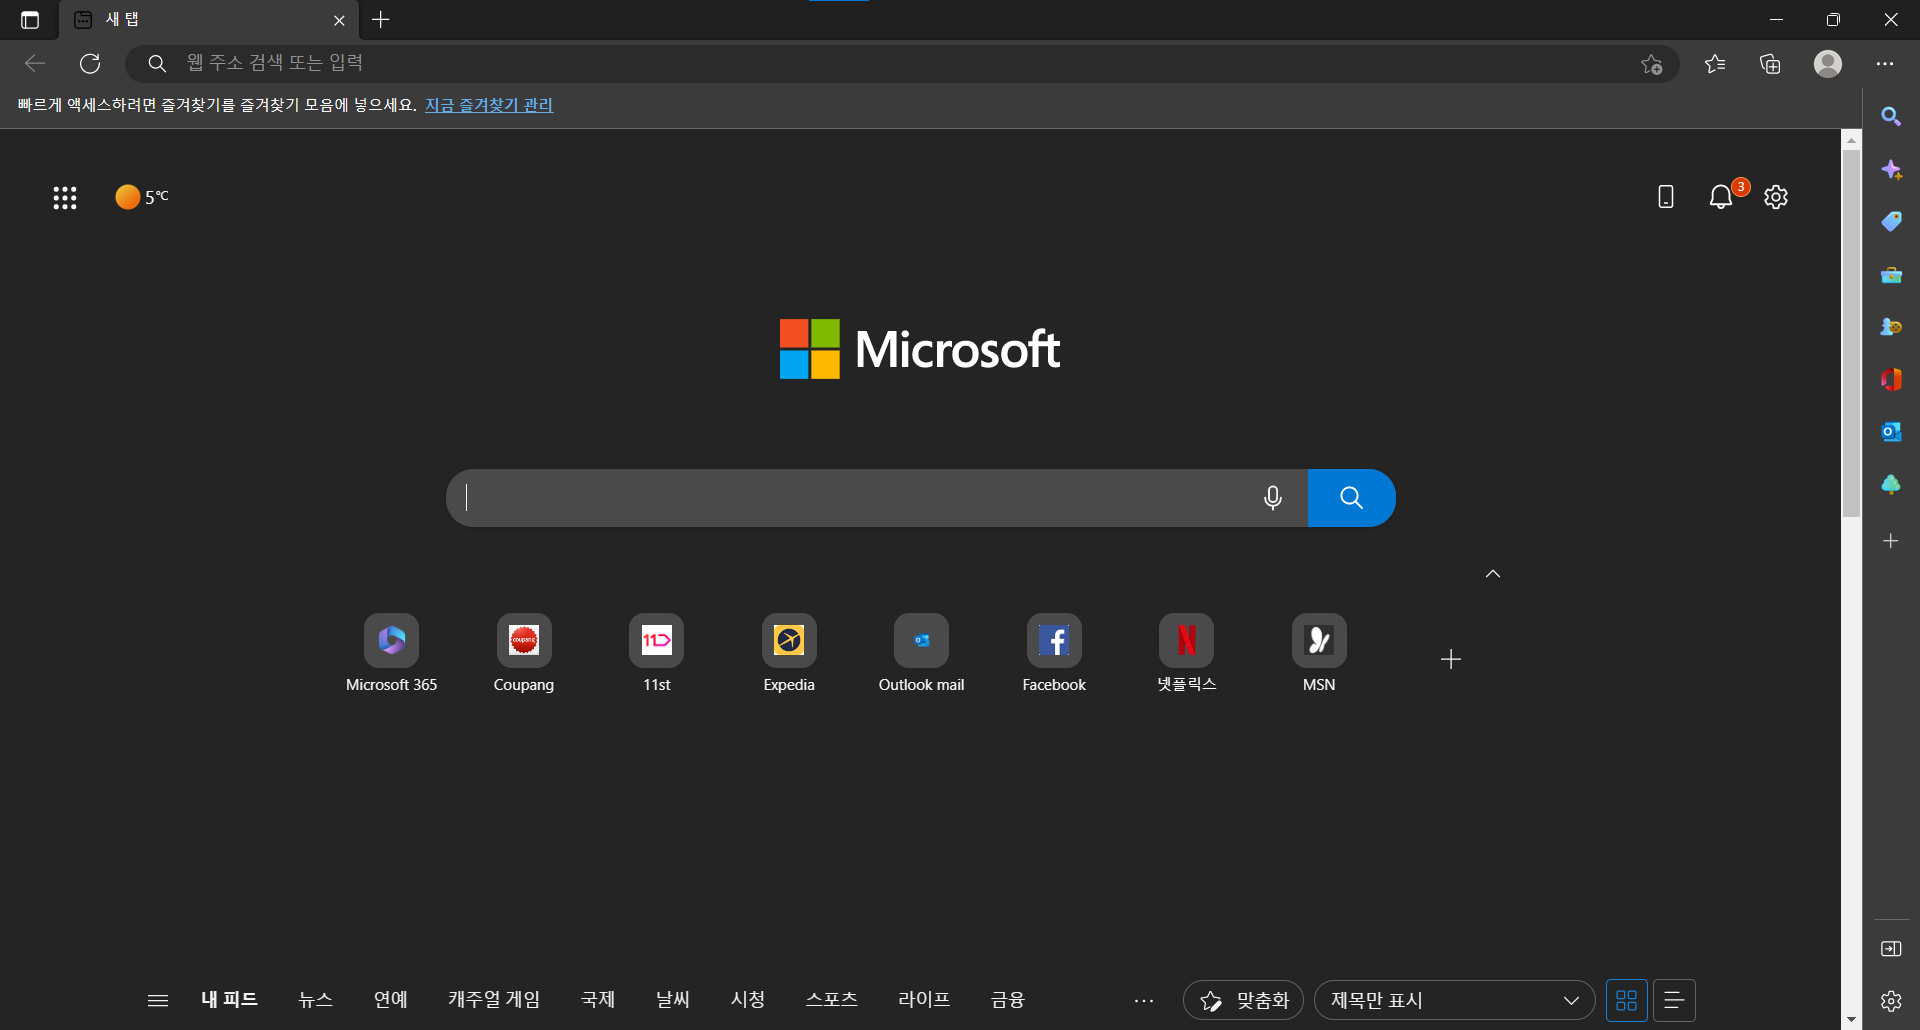 새 탭
웹 주소 검색 또는 입력
빠르게 액세스하려면 즐겨찾기를 즐겨찾기 모음에 넣으세요. 지금 즐겨찾기 관리
5℃
3
Microsoft
coupang
11
Microsoft 365
Coupang
11st
Expedia
Outlook mail
Facebook
넷플릭스
MSN
내 피드
뉴스
연예
캐주얼 게임
국제
날씨
시청
스포츠
라이프
금융
맞춤화
제목만 표시